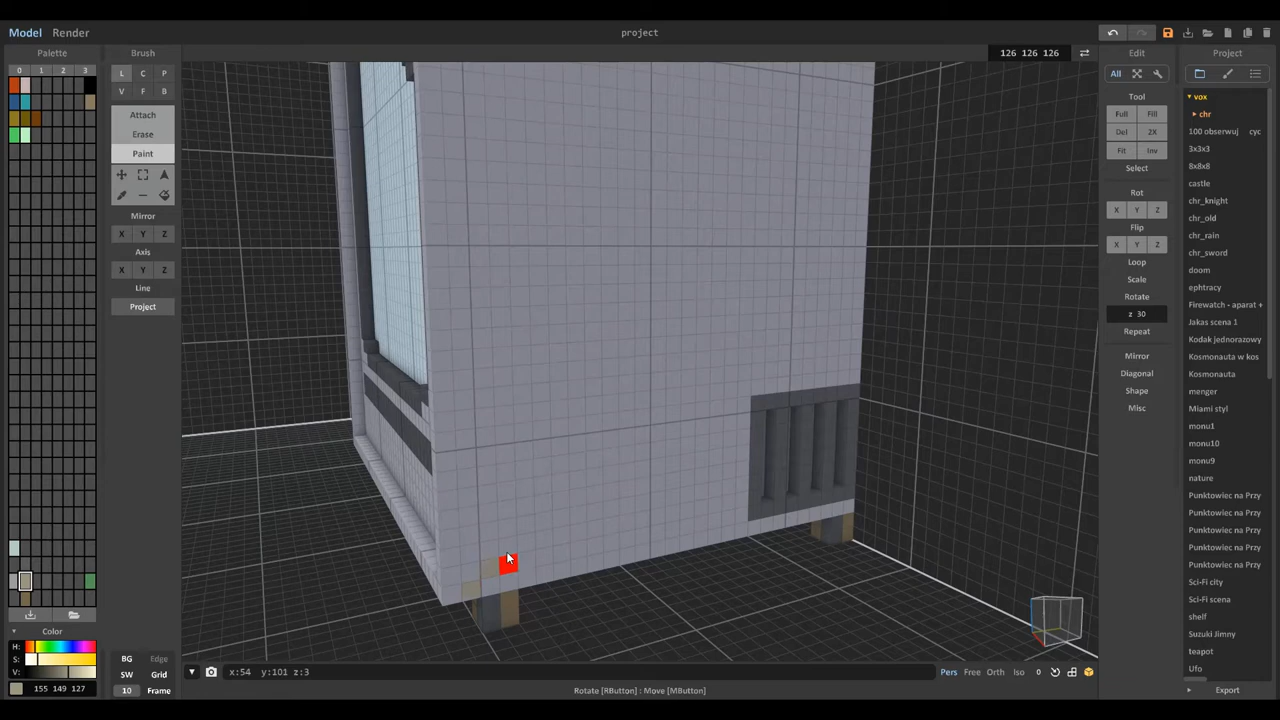 Model Render
project
Palette
0 1 2 3
Color
H:
S:
V:
155 149 127
Brush
L C P
V F B
Attach
Erase
Paint
Mirror
X Y Z
Axis
X Y Z
Line
Project
BG Edge
SW Grid
10 Frame
126 126 126
x:54 y:101 z:3
Pers Free Orth Iso 0
Rotate [RButton] : Move [MButton]
Edit
All
Tool
Full Fill
Del 2X
Fit Inv
Select
Rot
X Y Z
Flip
X Y Z
Loop
Scale
Rotate
z 30
Repeat
Mirror
Diagonal
Shape
Misc
Project
vox
chr
100 obserwuj cyc
3x3x3
8x8x8
castle
chr_knight
chr_old
chr_rain
chr_sword
doom
ephtracy
Firewatch - aparat +
Jakas scena 1
Kodak jednorazowy
Kosmonauta w kos
Kosmonauta
menger
Miami styl
monu1
monu10
monu9
nature
Punktowiec na Przy
Punktowiec na Przy
Punktowiec na Przy
Punktowiec na Przy
Punktowiec na Przy
Sci-Fi city
Sci-Fi scena
shelf
Suzuki Jimny
teapot
Ufo
Export